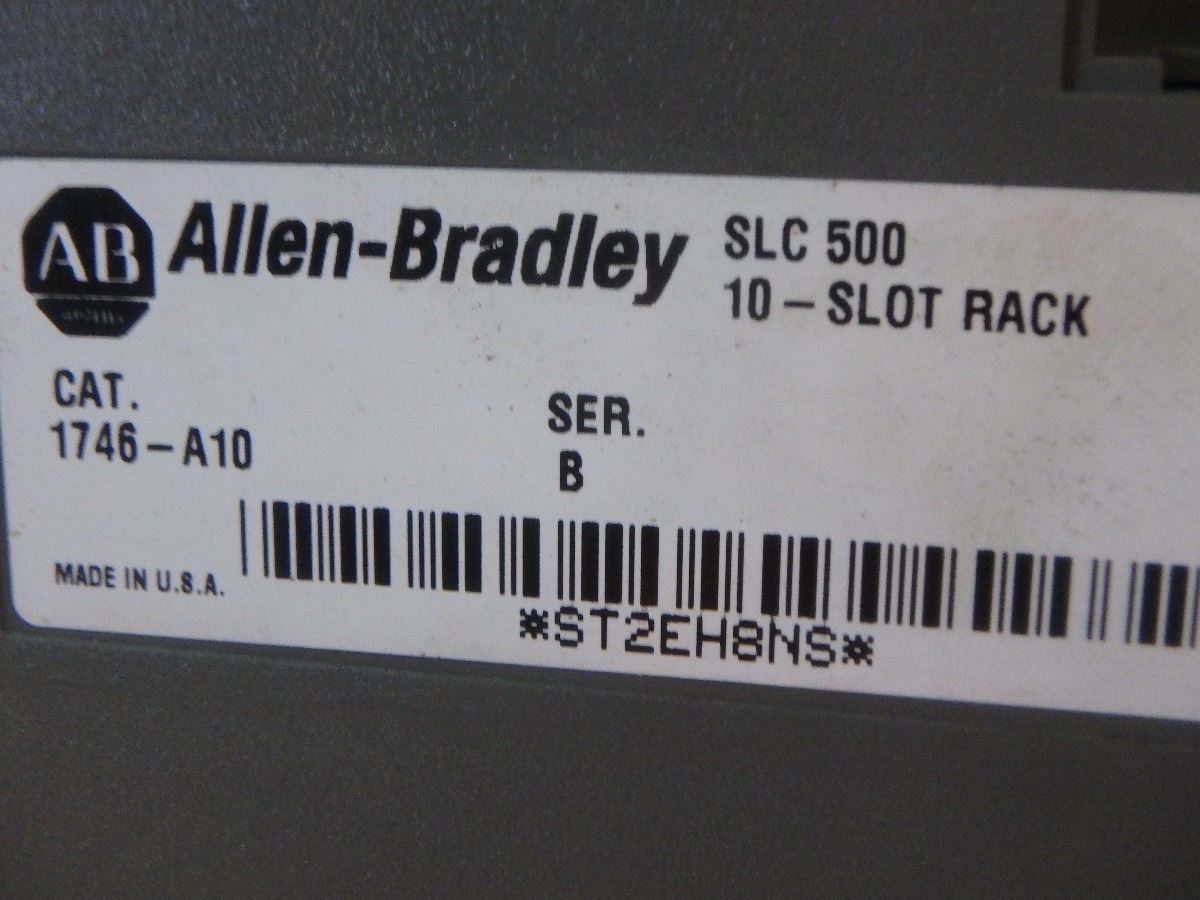 AB
Allen-Bradley
SLC 500
10-SLOT RACK
CAT.
1746-A10
SER.
B
MADE IN U.S.A.
*ST2EH8NS*